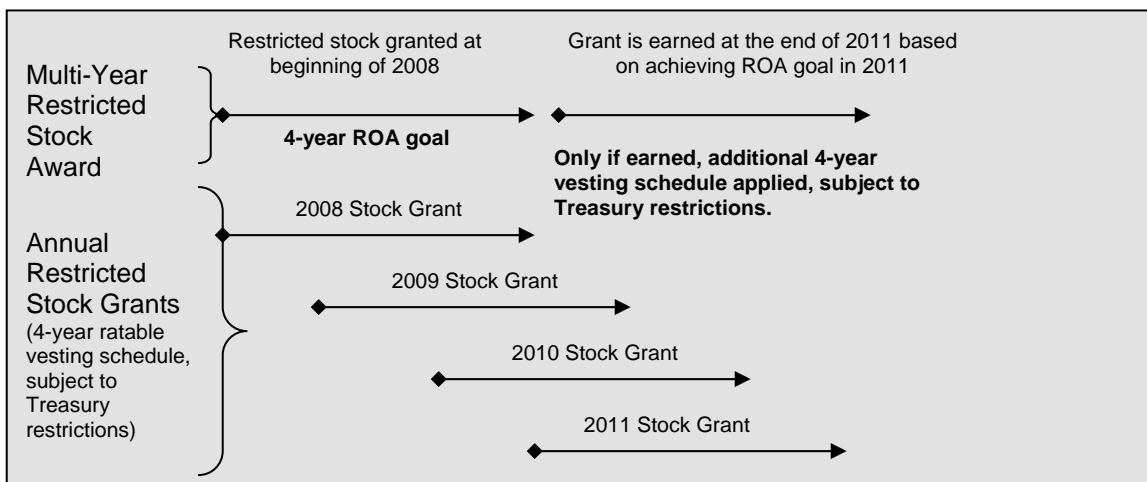 Multi-Year
Restricted
Stock
Award
Restricted stock granted at
beginning of 2008
4-year ROA goal
Grant is earned at the end of 2011 based
on achieving ROA goal in 2011
Only if earned, additional 4-year
vesting schedule applied, subject to
Treasury restrictions.
Annual
Restricted
Stock Grants
(4-year ratable
vesting schedule,
subject to
Treasury
restrictions)
2008 Stock Grant
2009 Stock Grant
2010 Stock Grant
2011 Stock Grant